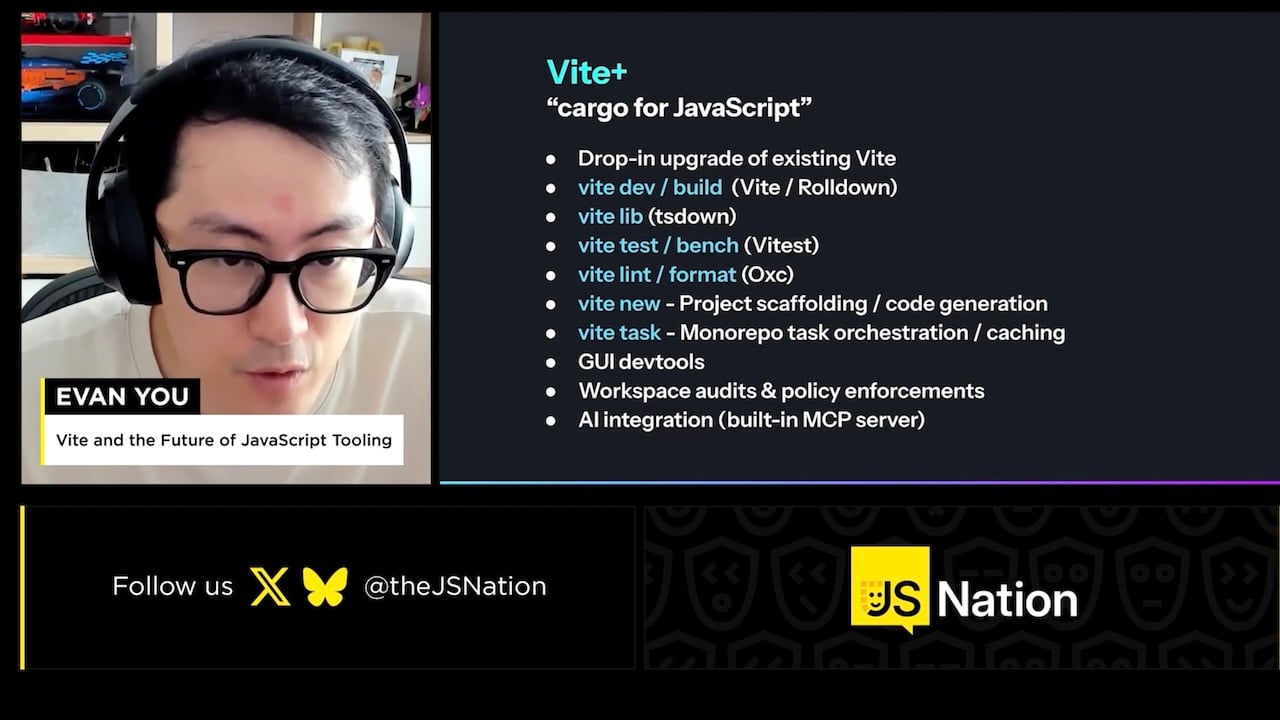 EVAN YOU
Vite and the Future of JavaScript Tooling
Vite+
“cargo for JavaScript”
● Drop-in upgrade of existing Vite
● vite dev / build (Vite / Rolldown)
● vite lib (tsdown)
● vite test / bench (Vitest)
● vite lint / format (Oxc)
● vite new - Project scaffolding / code generation
● vite task - Monorepo task orchestration / caching
● GUI devtools
● Workspace audits & policy enforcements
● AI integration (built-in MCP server)
Follow us X @theJSNation
JS Nation